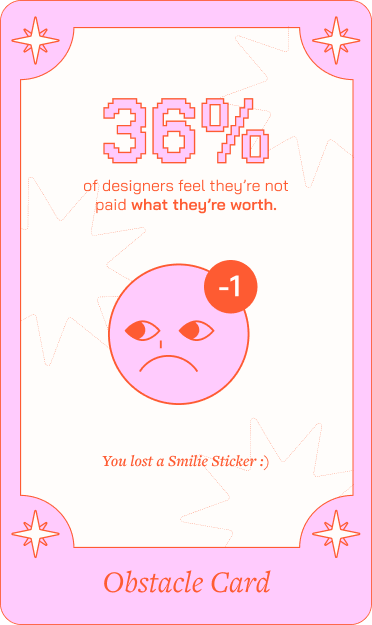 36%
of designers feel they're not
paid what they're worth.
-1
You lost a Smilie Sticker :)
Obstacle Card